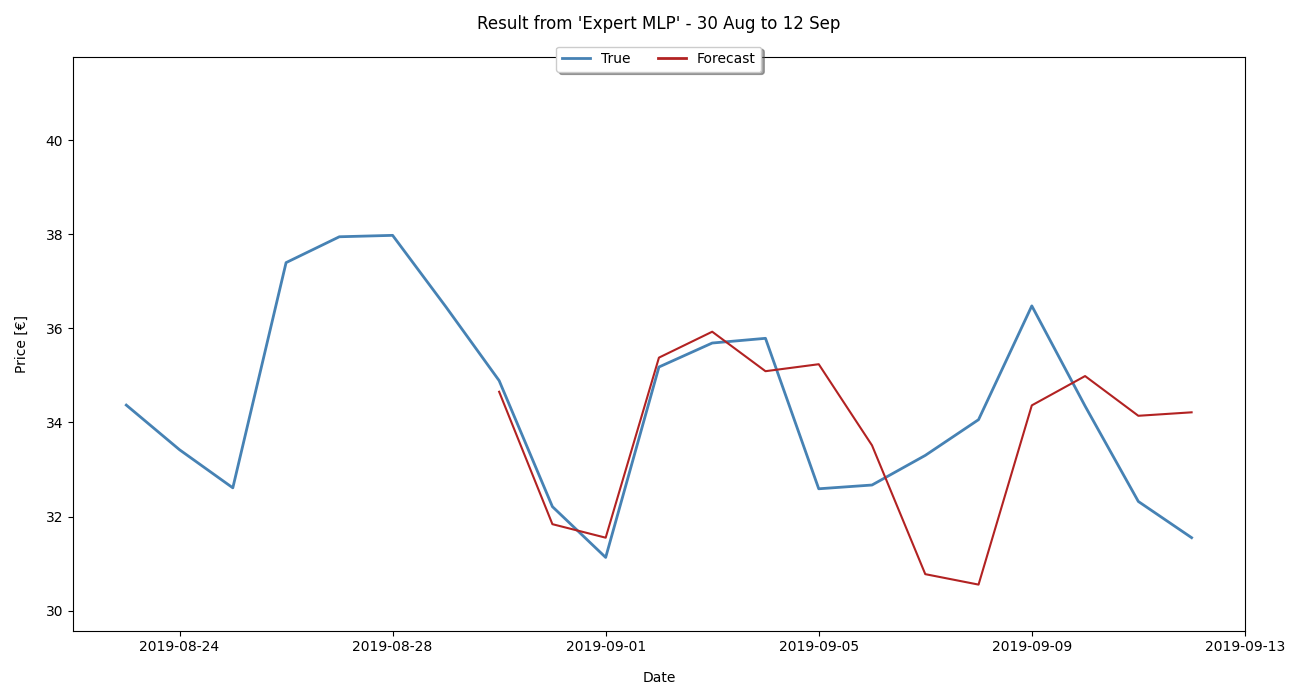 Result from 'Expert MLP' - 30 Aug to 12 Sep
True Forecast
Price [€]
40
38
36
34
32
30
2019-08-24 2019-08-28 2019-09-01 2019-09-05 2019-09-09 2019-09-13
Date